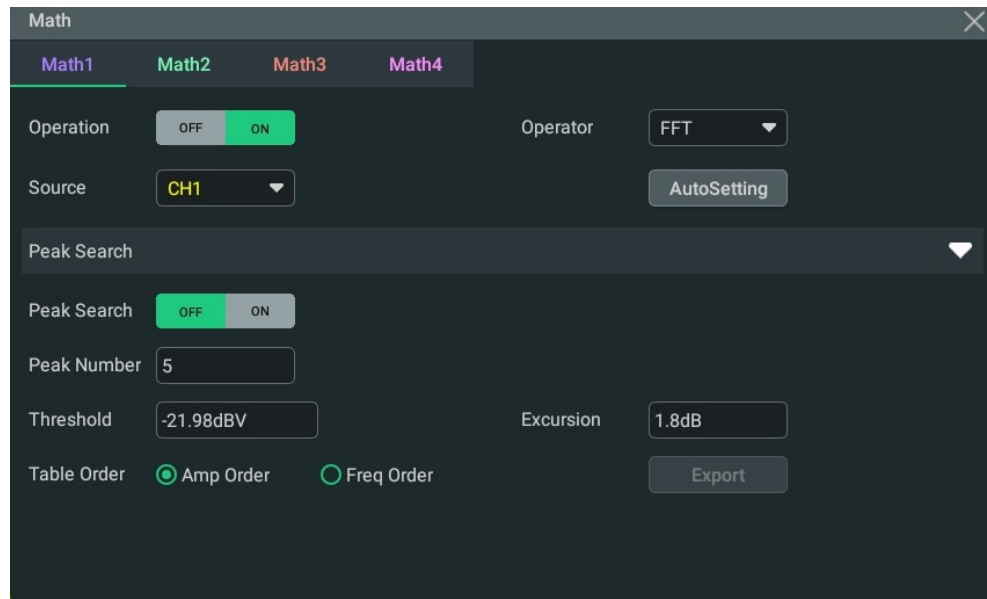 Math
Math1 Math2 Math3 Math4
Operation OFF ON Operator FFT
Source CH1 AutoSetting
Peak Search
Peak Search OFF ON
Peak Number 5
Threshold -21.98dBV Excursion 1.8dB
Table Order Amp Order Freq Order Export